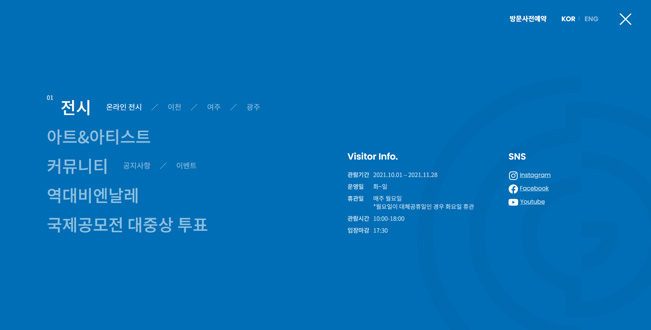 방문사전예약 KOR / ENG
01
전시 온라인 전시 / 이천 / 여주 / 광주
아트&아티스트
커뮤니티 공지사항 / 이벤트
역대비엔날레
국제공모전 대중상 투표
Visitor Info.
관람기간 2021.10.01 – 2021.11.28
운영일 화~일
휴관일 매주 월요일
*월요일이 대체공휴일인 경우 화요일 휴관
관람시간 10:00-18:00
입장마감 17:30
SNS
Instagram
Facebook
Youtube